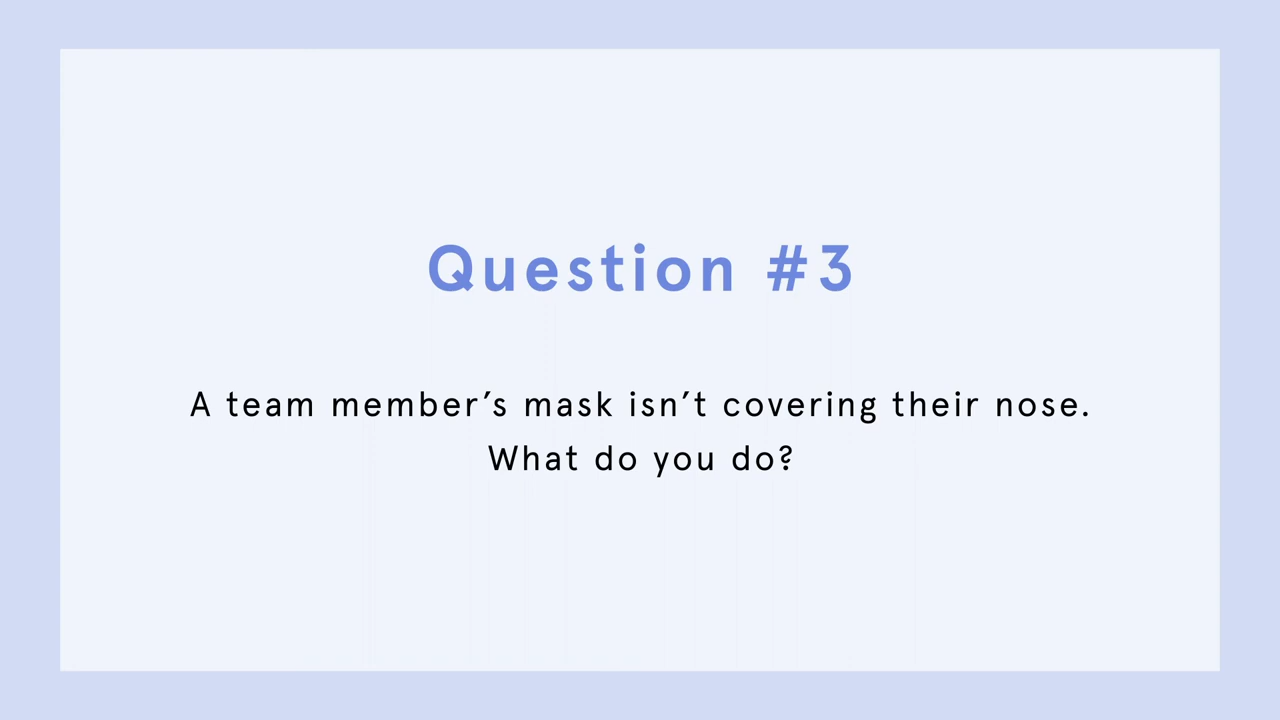 Question #3
A team member’s mask isn’t covering their nose.
What do you do?